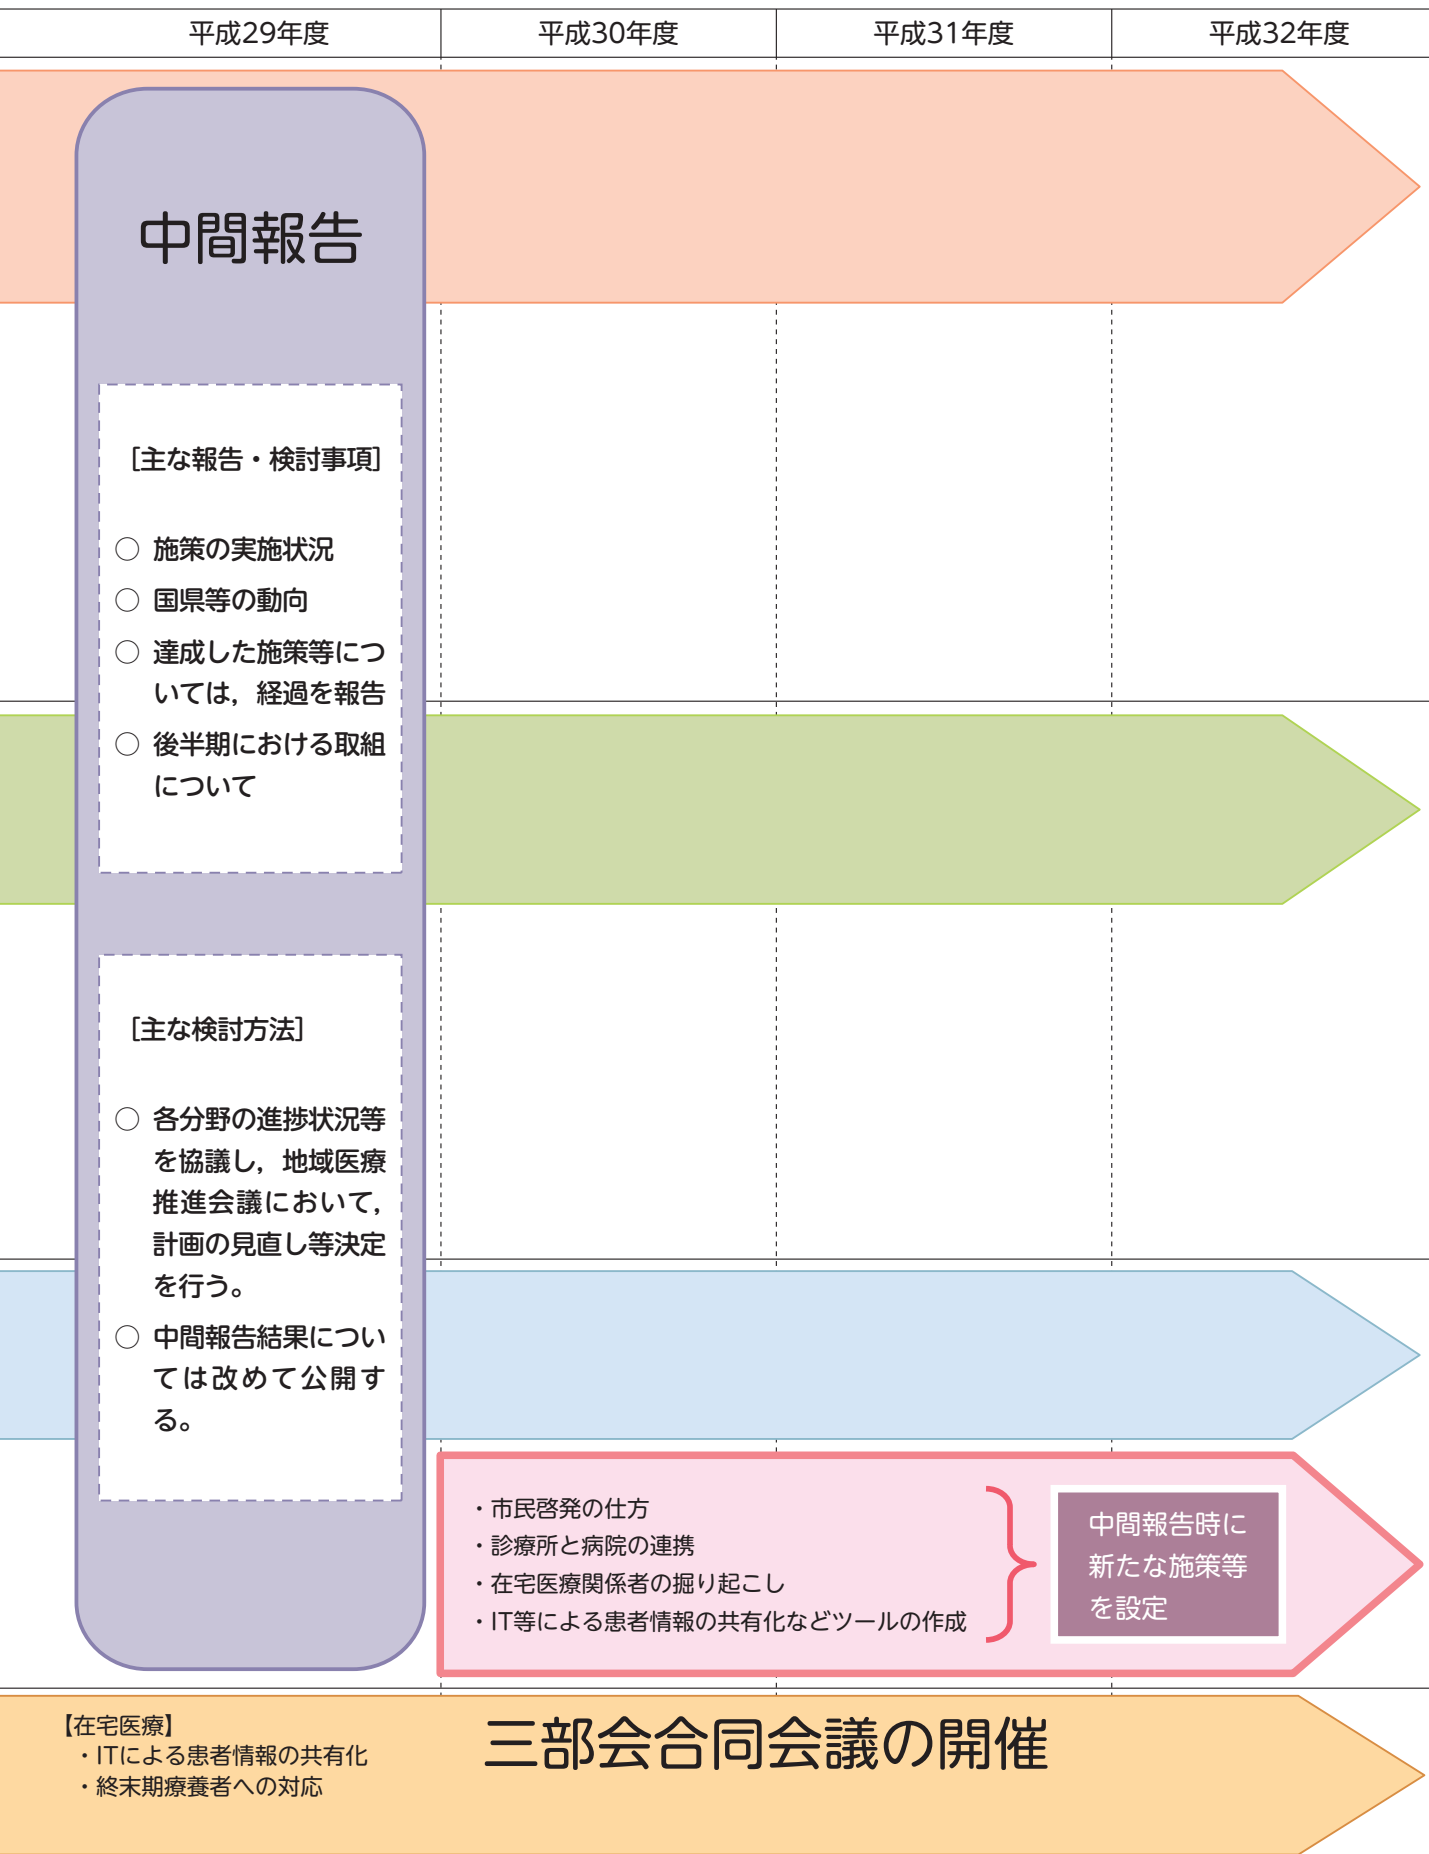 平成29年度
平成30年度
平成31年度
平成32年度
中間報告
［主な報告・検討事項］
○ 施策の実施状況
○ 国県等の動向
○ 達成した施策等につ
いては，経過を報告
○ 後半期における取組
について
［主な検討方法］
○ 各分野の進捗状況等
を協議し，地域医療
推進会議において，
計画の見直し等決定
を行う。
○ 中間報告結果につい
ては改めて公開す
る。
・市民啓発の仕方
・診療所と病院の連携
・在宅医療関係者の掘り起こし
・IT等による患者情報の共有化などツールの作成
中間報告時に
新たな施策等
を設定
【在宅医療】
・ITによる患者情報の共有化
・終末期療養者への対応
三部会合同会議の開催